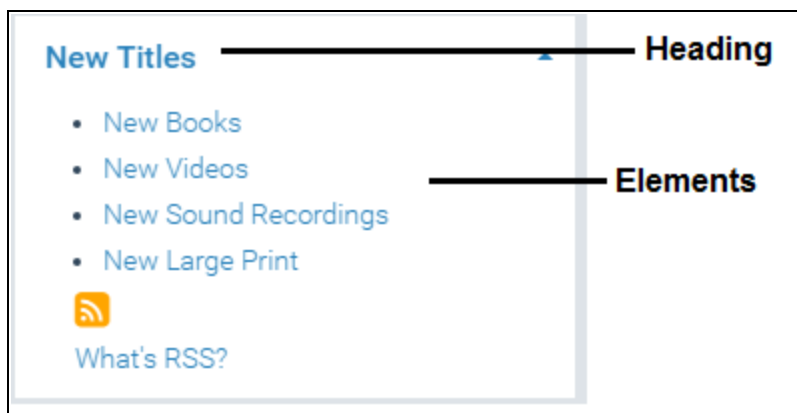 New Titles
Heading
New Books
New Videos
Elements
New Sound Recordings
New Large Print
What's RSS?